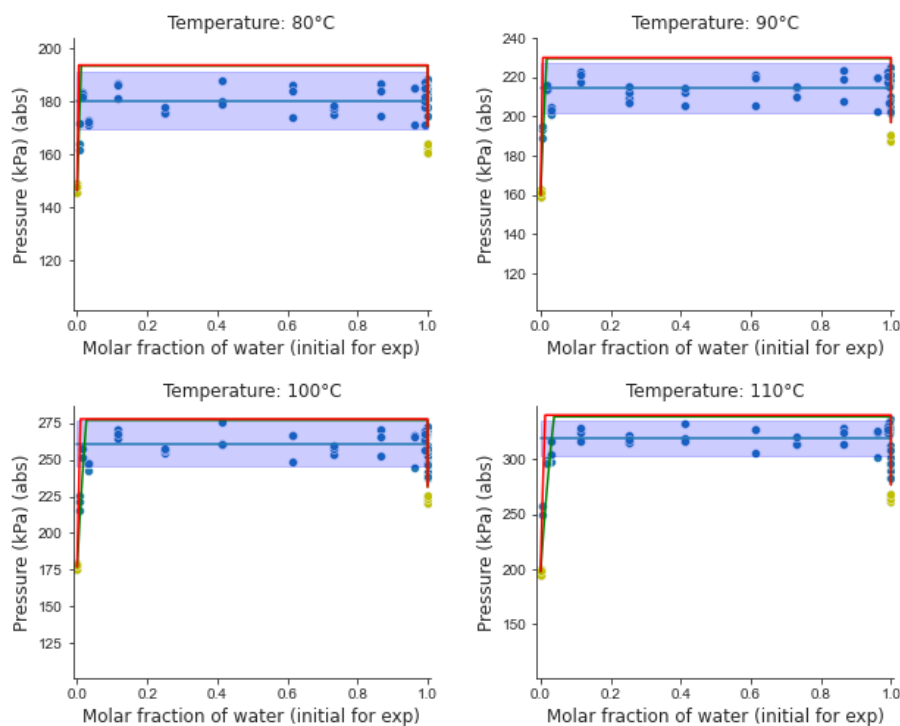 Temperature: 80°C
Pressure (kPa) (abs)
200
180
160
140
120
0.0 0.2 0.4 0.6 0.8 1.0
Molar fraction of water (initial for exp)
Temperature: 90°C
Pressure (kPa) (abs)
240
220
200
180
160
140
120
0.0 0.2 0.4 0.6 0.8 1.0
Molar fraction of water (initial for exp)
Temperature: 100°C
Pressure (kPa) (abs)
275
250
225
200
175
150
125
0.0 0.2 0.4 0.6 0.8 1.0
Molar fraction of water (initial for exp)
Temperature: 110°C
Pressure (kPa) (abs)
300
250
200
150
0.0 0.2 0.4 0.6 0.8 1.0
Molar fraction of water (initial for exp)